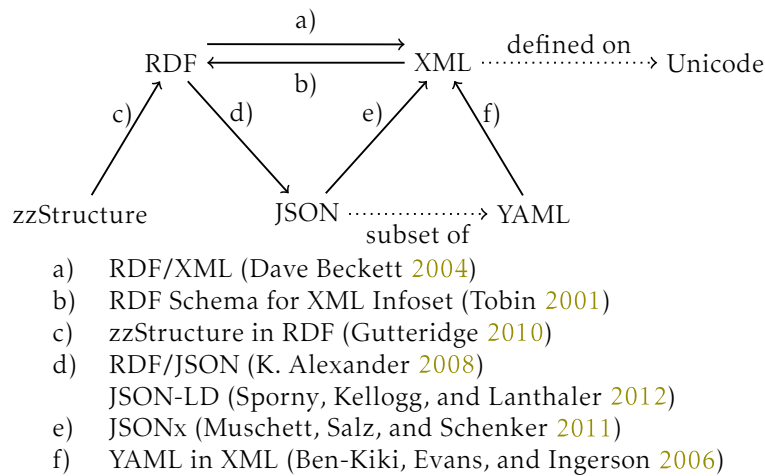 a)
RDF XML defined on Unicode
b)
c) d) e) f)
zzStructure JSON subset of YAML
a) RDF/XML (Dave Beckett 2004)
b) RDF Schema for XML Infoset (Tobin 2001)
c) zzStructure in RDF (Gutteridge 2010)
d) RDF/JSON (K. Alexander 2008)
JSON-LD (Sporny, Kellogg, and Lanthaler 2012)
e) JSONx (Muschett, Salz, and Schenker 2011)
f) YAML in XML (Ben-Kiki, Evans, and Ingerson 2006)